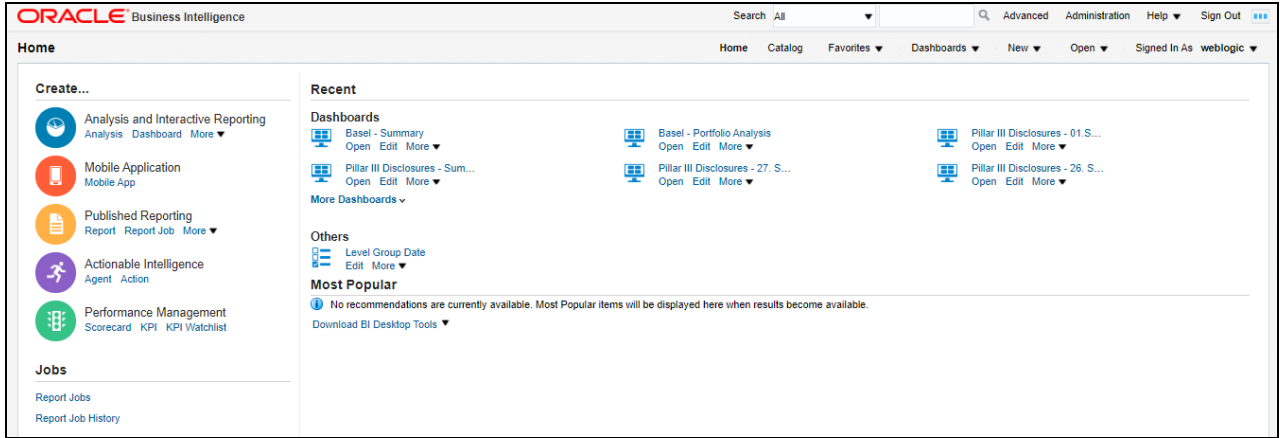 ORACLE Business Intelligence Search All Advanced Administration Help Sign Out
Home Home Catalog Favorites Dashboards New Open Signed In As weblogic
Create...
Analysis and Interactive Reporting
Analysis Dashboard More
Mobile Application
Mobile App
Published Reporting
Report Report Job More
Actionable Intelligence
Agent Action
Performance Management
Scorecard KPI KPI Watchlist
Jobs
Report Jobs
Report Job History
Recent
Dashboards
Basel - Summary Basel - Portfolio Analysis Pillar III Disclosures - 01.S...
Open Edit More Open Edit More Open Edit More
Pillar III Disclosures - Sum... Pillar III Disclosures - 27. S... Pillar III Disclosures - 26. S...
Open Edit More Open Edit More Open Edit More
More Dashboards
Others
Level Group Date
Edit More
Most Popular
No recommendations are currently available. Most Popular items will be displayed here when results become available.
Download BI Desktop Tools